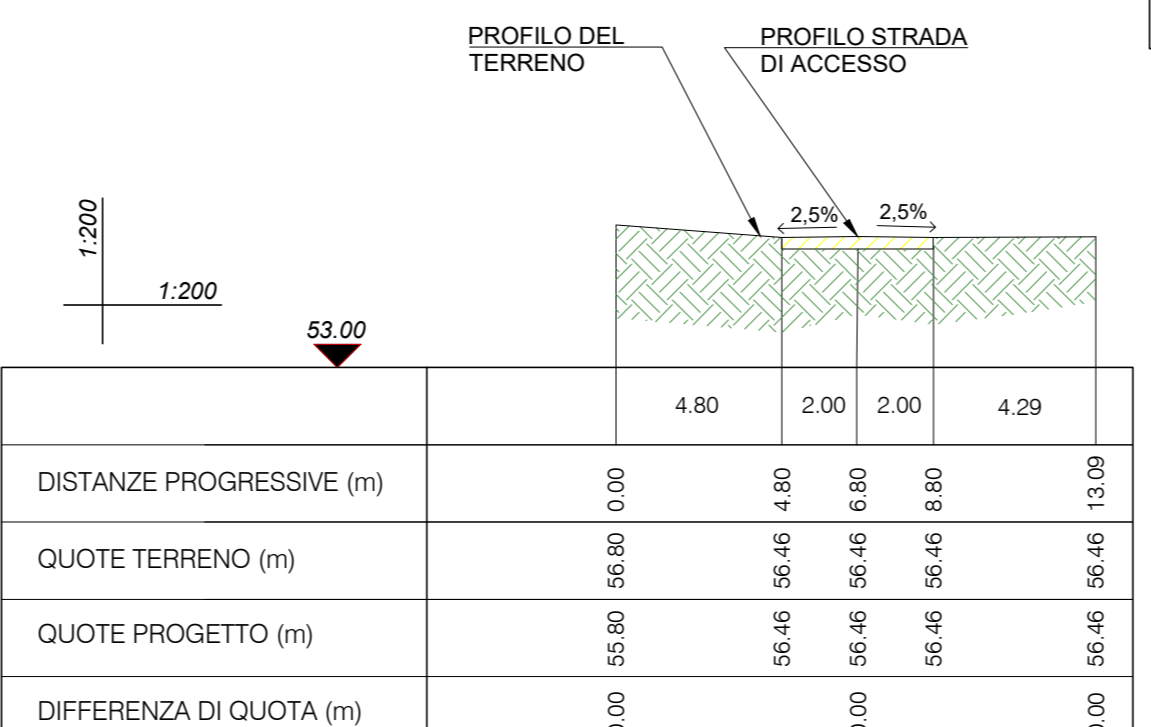 PROFILO DEL
TERRENO
PROFILO STRADA
DI ACCESSO
2,5% 2,5%
1:200
1:200
53.00
4.80 2.00 2.00 4.29
DISTANZE PROGRESSIVE (m) 0.00 4.80 6.80 8.80 13.09
QUOTE TERRENO (m) 56.80 56.46 56.46 56.46 56.46
QUOTE PROGETTO (m) 55.80 56.46 56.46 56.46 56.46
DIFFERENZA DI QUOTA (m)